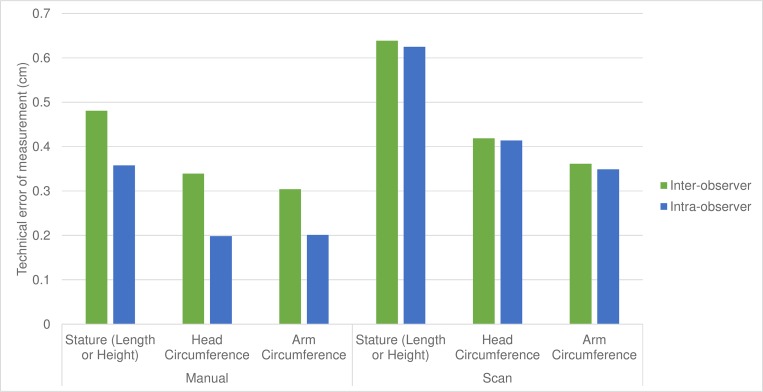 0.7
0.6
0.5
0.4
0.3
0.2
0.1
0
Technical error of measurement (cm)
Stature (Length
or Height)
Head
Circumference
Arm
Circumference
Stature (Length
or Height)
Head
Circumference
Arm
Circumference
Manual
Scan
Inter-observer
Intra-observer